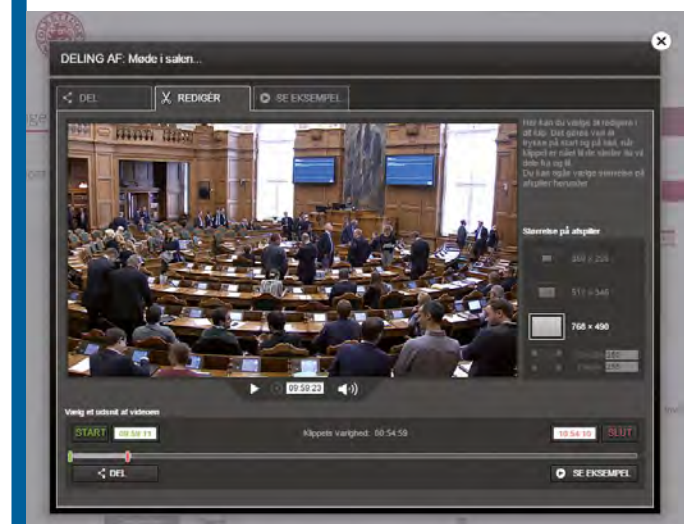 DELING AF: Møde i salen...
DEL
REDIGÉR
SE EKSEMPEL
Her kan du vælge at redigere i
dit klip. Det gøres ved at
trykke på start og på slut, når
klippet er nået til de steder du vil
dele fra og til.
Du kan også vælge størrelse på
afspiller herunder
Størrelse på afspiller
768 × 490
09:59:23
Vælg et udsnit af videoen
START
09:59:11
Klippets varighed: 00:54:59
10:54:10
SLUT
DEL
SE EKSEMPEL